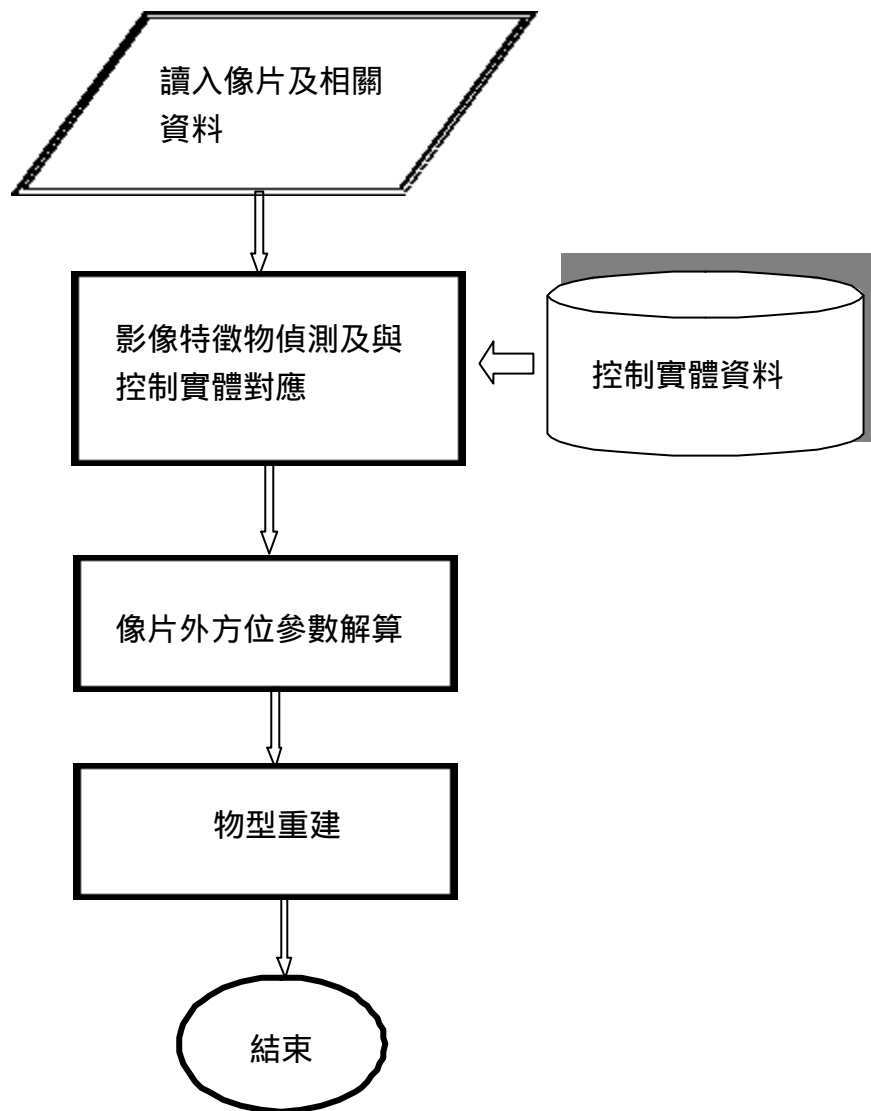 讀入像片及相關
資料
影像特徵物偵測及與
控制實體對應
控制實體資料
像片外方位參數解算
物型重建
結束